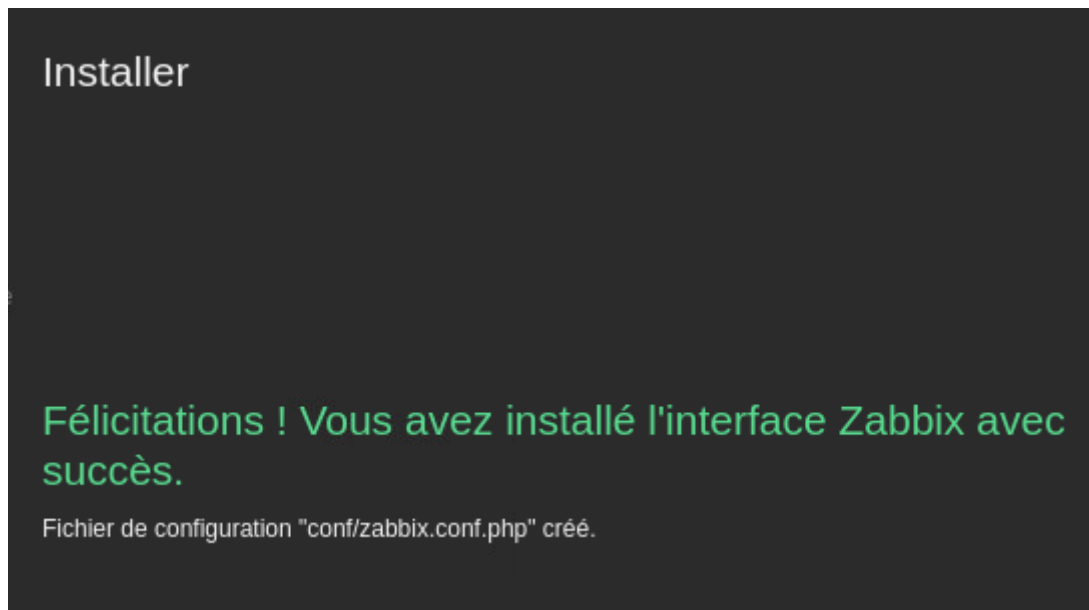 Installer
Félicitations ! Vous avez installé l'interface Zabbix avec
succès.
Fichier de configuration "conf/zabbix.conf.php" créé.